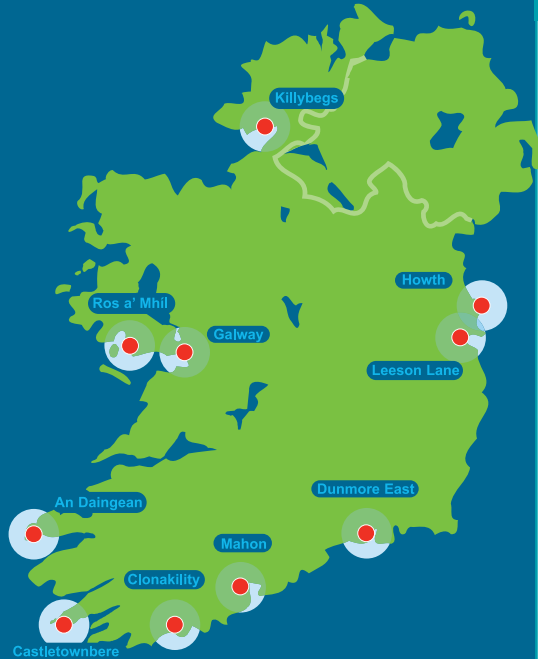 Killybegs
Howth
Ros a' Mhil
Galway
Leeson Lane
Dunmore East
An Daingean
Mahon
Clonakility
Castletownbere